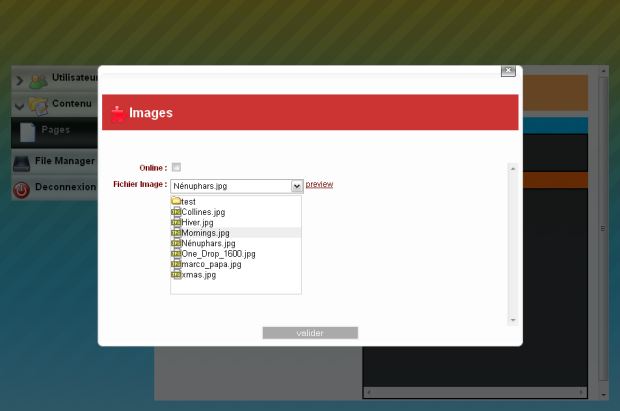 Utilisateur
Contenu
Pages
File Manager
Deconnexion
Images
Online :
Fichier Image : Nénuphars.jpg preview
test
Collines.jpg
Hiver.jpg
Mornings.jpg
Nénuphars.jpg
One_Drop_1600.jpg
marco_papa.jpg
xmas.jpg
valider